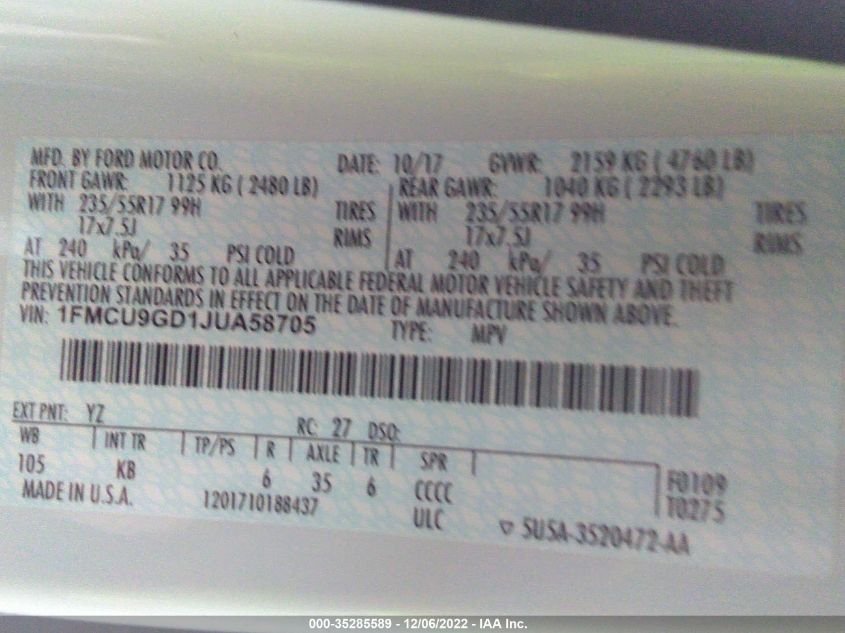 MFD. BY FORD MOTOR CO. DATE: 10/17 GVWR: 2159 KG ( 4760 LB)
FRONT GAWR: 1125 KG ( 2480 LB) REAR GAWR: 1040 KG ( 2293 LB)
WITH 235/55R17 99H TIRES WITH 235/55R17 99H TIRES
17x7.5J RIMS 17x7.5J RIMS
AT 240 kPa/ 35 PSI COLD AT 240 kPa/ 35 PSI COLD
THIS VEHICLE CONFORMS TO ALL APPLICABLE FEDERAL MOTOR VEHICLE SAFETY AND THEFT
PREVENTION STANDARDS IN EFFECT ON THE DATE OF MANUFACTURE SHOWN ABOVE.
VIN: 1FMCU9GD1JUA58705 TYPE: MPV
EXT PNT: YZ RC: 27 DSO:
WB INT TR TP/PS R AXLE TR SPR
105 KB 6 35 6 CCCC F0109
MADE IN U.S.A. 1201710188437 ULC T0275
▽ SUSA-3520472-AA
000-35285589 - 12/06/2022 - IAA Inc.